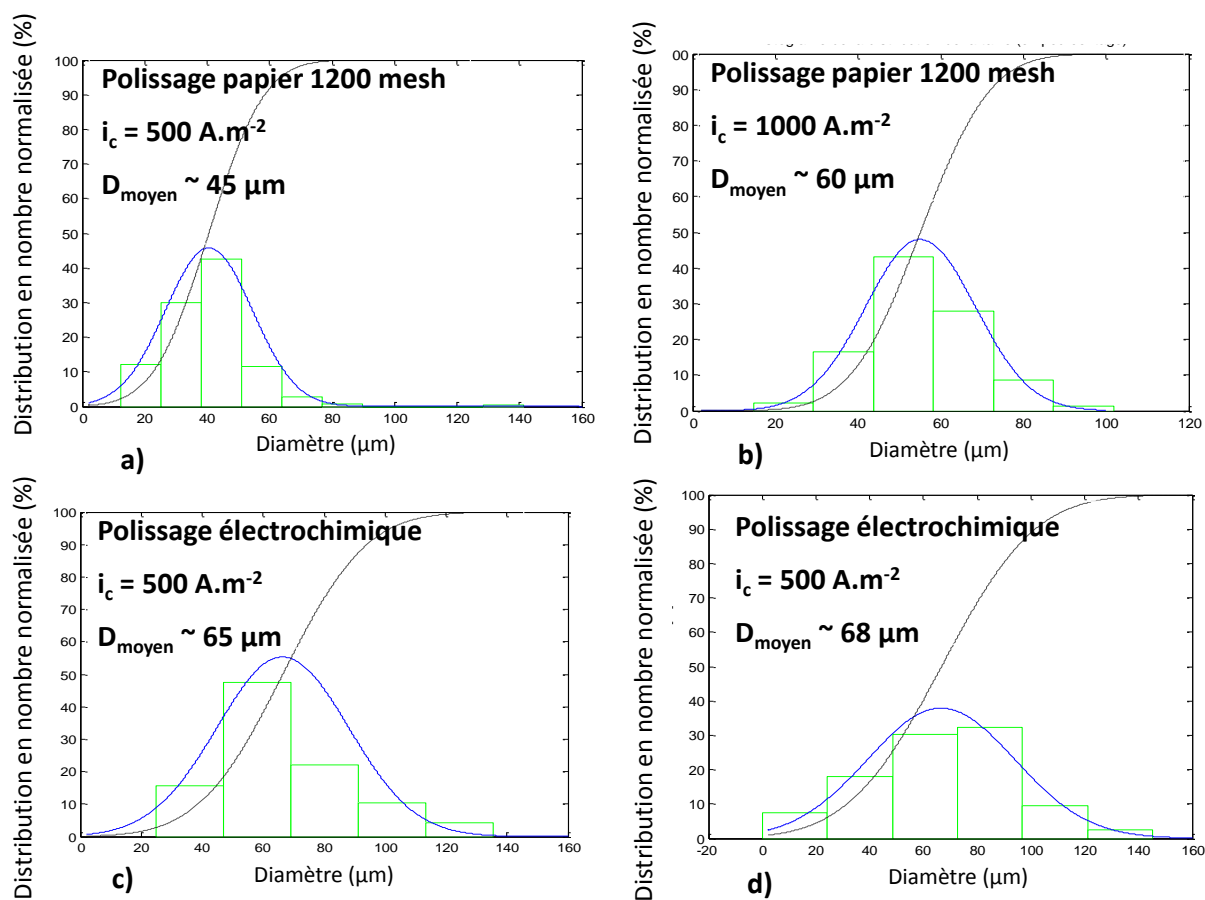 Distribution en nombre normalisée (%)
100
90
80
70
60
50
40
30
20
10
0
Polissage papier 1200 mesh
i_c = 500 A.m⁻²
D_moyen ~ 45 µm
0 20 40 60 80 100 120 140 160
Diamètre (µm)
a)
Distribution en nombre normalisée (%)
00
90
80
70
60
50
40
30
20
10
0
Polissage papier 1200 mesh
i_c = 1000 A.m⁻²
D_moyen ~ 60 µm
0 20 40 60 80 100 120
Diamètre (µm)
b)
Distribution en nombre normalisée (%)
100
90
80
70
60
50
40
30
20
10
0
Polissage électrochimique
i_c = 500 A.m⁻²
D_moyen ~ 65 µm
0 20 40 60 80 100 120 140 160
Diamètre (µm)
c)
Distribution en nombre normalisée (%)
100
90
80
70
60
50
40
30
20
10
0
Polissage électrochimique
i_c = 500 A.m⁻²
D_moyen ~ 68 µm
-20 0 20 40 60 80 100 120 140 160
Diamètre (µm)
d)